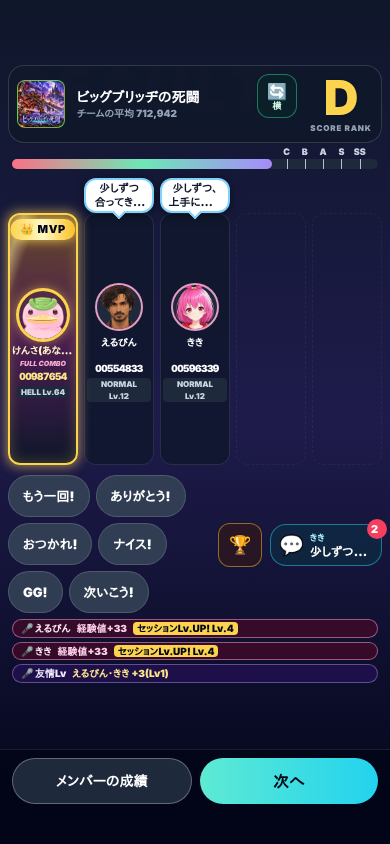 ビッグブリッヂの死闘
チームの平均 712,942
🔄
横
D
SCORE RANK
C B A S SS
少しずつ
合ってき…
少しずつ、
上手に…
👑 MVP
けんさ(あな…
FULL COMBO
00987654
HELL Lv.64
えるびん
00554833
NORMAL
Lv.12
きき
00596339
NORMAL
Lv.12
もう一回!
ありがとう!
おつかれ!
ナイス!
🏆
💬
きき
少しずつ…
2
GG!
次いこう!
🎤えるびん 経験値+33 セッションLv.UP! Lv.4
🎤きき 経験値+33 セッションLv.UP! Lv.4
🎤友情Lv えるびん・きき +3(Lv1)
メンバーの成績
次へ